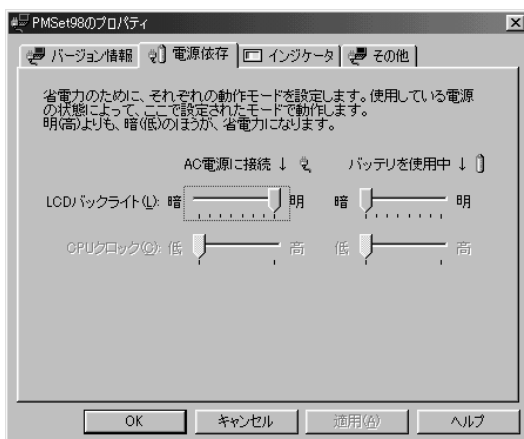 PMSet98のプロパティ
バージョン情報 電源依存 インジケータ その他
省電力のために、それぞれの動作モードを設定します。使用している電源
の状態によって、ここで設定されたモードで動作します。
明(高)よりも、暗(低)のほうが、省電力になります。
AC電源に接続 ↓ バッテリを使用中 ↓
LCDバックライト(L): 暗 明 暗 明
CPUクロック(C): 低 高 低 高
OK キャンセル 適用(A) ヘルプ